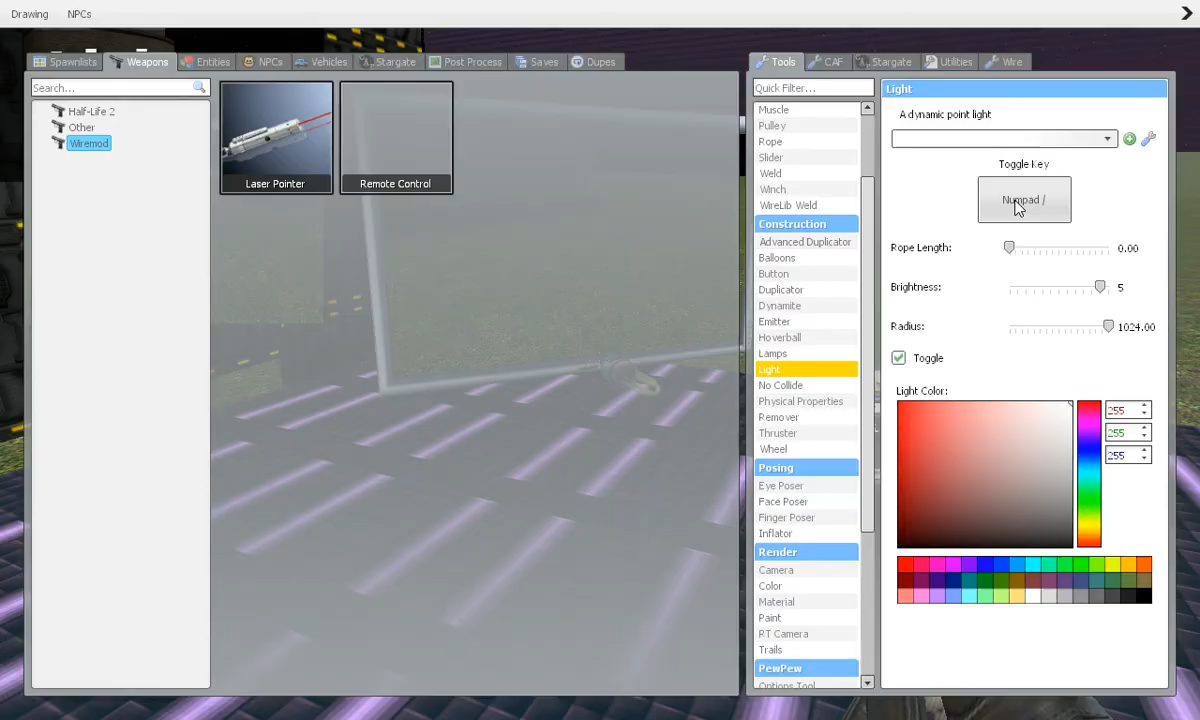 Drawing
NPCs
Spawnlists
Weapons
Entities
NPCs
Vehicles
Stargate
Post Process
Saves
Dupes
Search...
Half-Life 2
Other
Wiremod
Laser Pointer
Remote Control
Tools
CAF
Stargate
Utilities
Wire
Quick Filter...
Muscle
Pulley
Rope
Slider
Weld
Winch
WireLib Weld
Construction
Advanced Duplicator
Balloons
Button
Duplicator
Dynamite
Emitter
Hoverball
Lamps
Light
No Collide
Physical Properties
Remover
Thruster
Wheel
Posing
Eye Poser
Face Poser
Finger Poser
Inflator
Render
Camera
Color
Material
Paint
RT Camera
Trails
PewPew
Options Tool
Light
A dynamic point light
Toggle Key
Numpad /
Rope Length: 0.00
Brightness: 5
Radius: 1024.00
Toggle
Light Color:
255
255
255